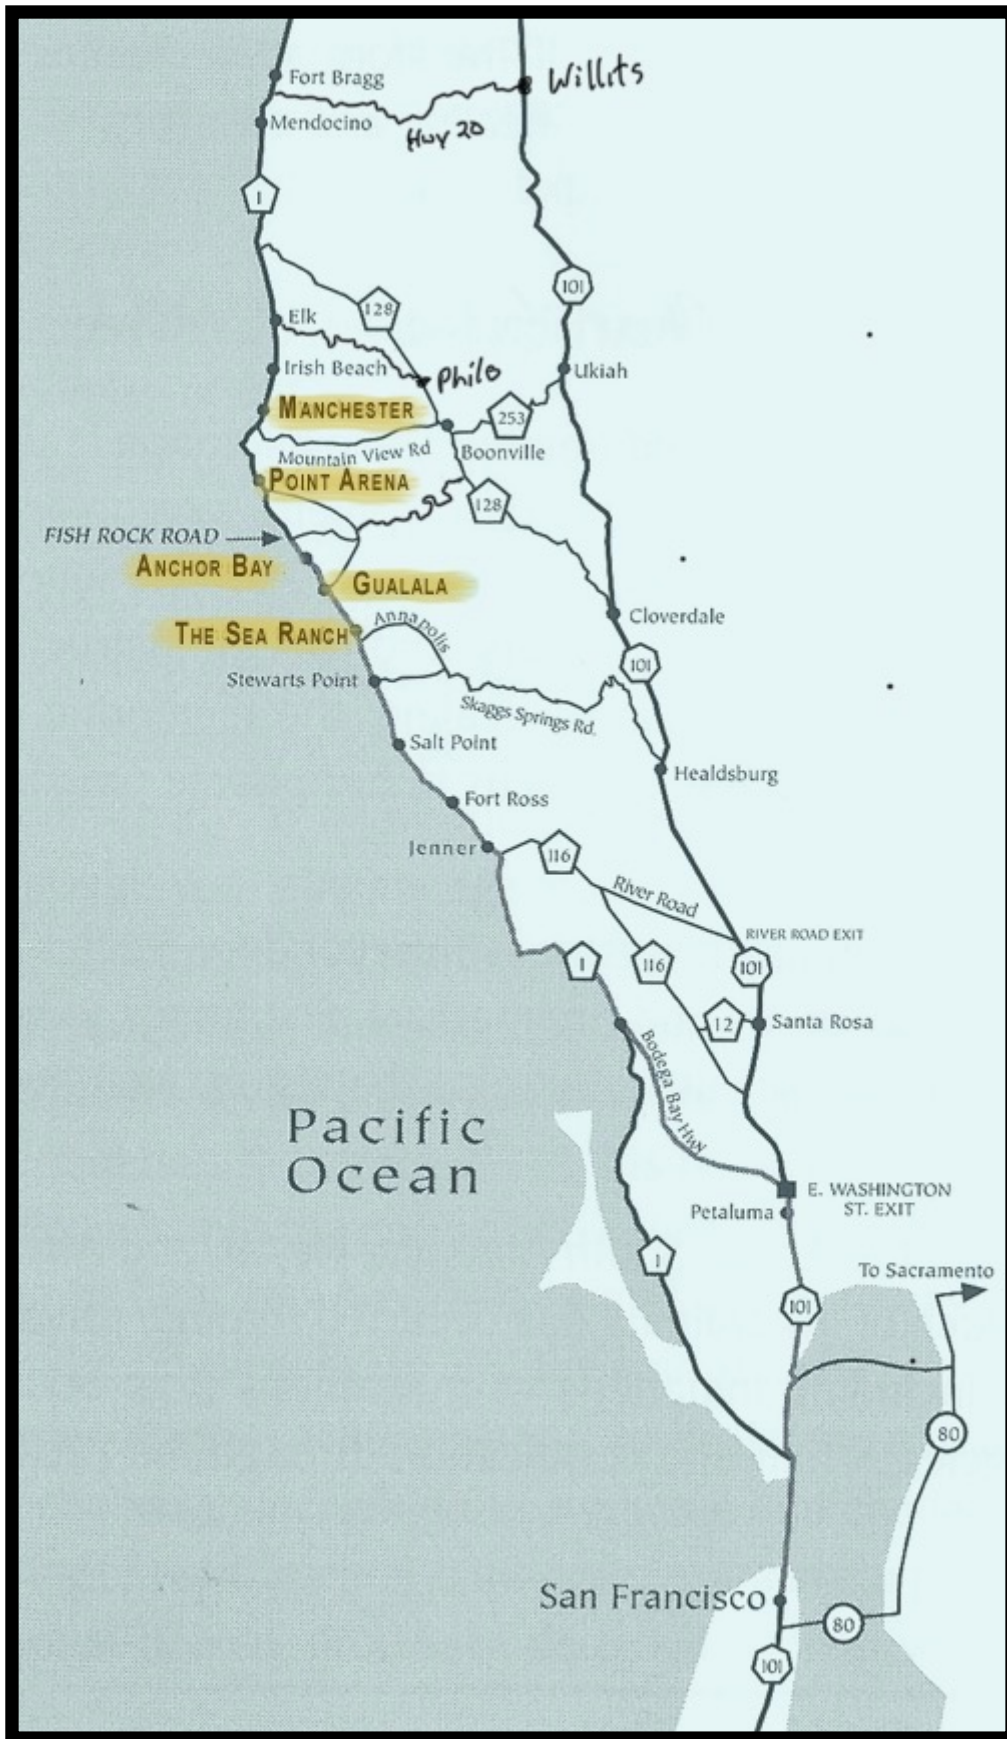 Fort Bragg
Willits
Hwy 20
Mendocino
1
101
128
Elk
Irish Beach
Philo
Ukiah
MANCHESTER
253
Mountain View Rd
Boonville
POINT ARENA
128
FISH ROCK ROAD
ANCHOR BAY
GUALALA
THE SEA RANCH
Annapolis
Cloverdale
101
Stewarts Point
Skaggs Springs Rd.
Salt Point
Healdsburg
Fort Ross
Jenner
116
River Road
RIVER ROAD EXIT
1
116
101
12
Santa Rosa
Bodega Bay Hwy
Pacific
Ocean
E. WASHINGTON
ST. EXIT
Petaluma
1
To Sacramento
101
80
San Francisco
80
101